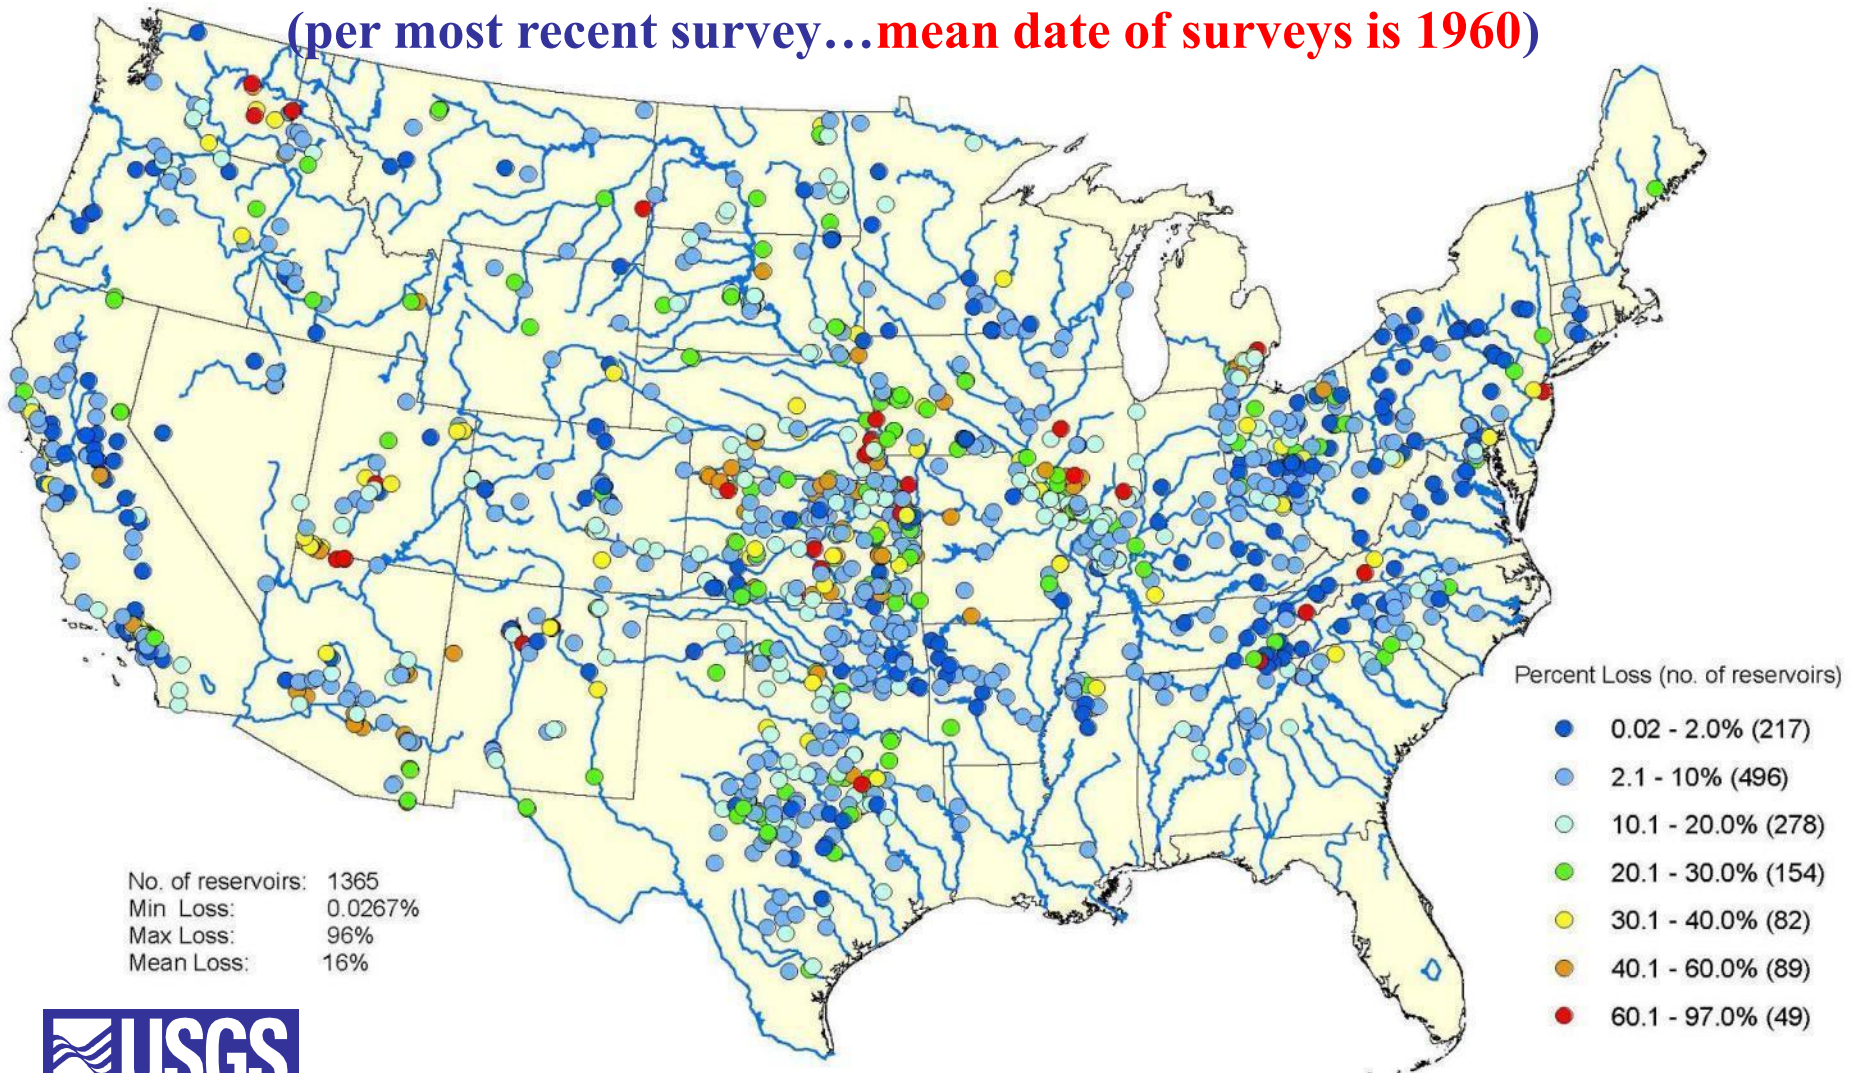 (per most recent survey…mean date of surveys is 1960)
Percent Loss (no. of reservoirs)
0.02 - 2.0% (217)
2.1 - 10% (496)
10.1 - 20.0% (278)
20.1 - 30.0% (154)
30.1 - 40.0% (82)
40.1 - 60.0% (89)
60.1 - 97.0% (49)
No. of reservoirs: 1365
Min Loss: 0.0267%
Max Loss: 96%
Mean Loss: 16%
USGS